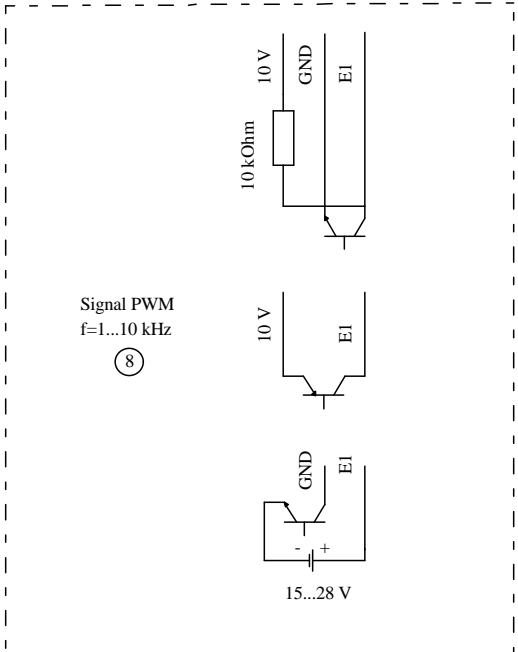 10 V
GND
E1
10 kOhm
Signal PWM
f=1...10 kHz
8
10 V
E1
GND
E1
- +
15...28 V